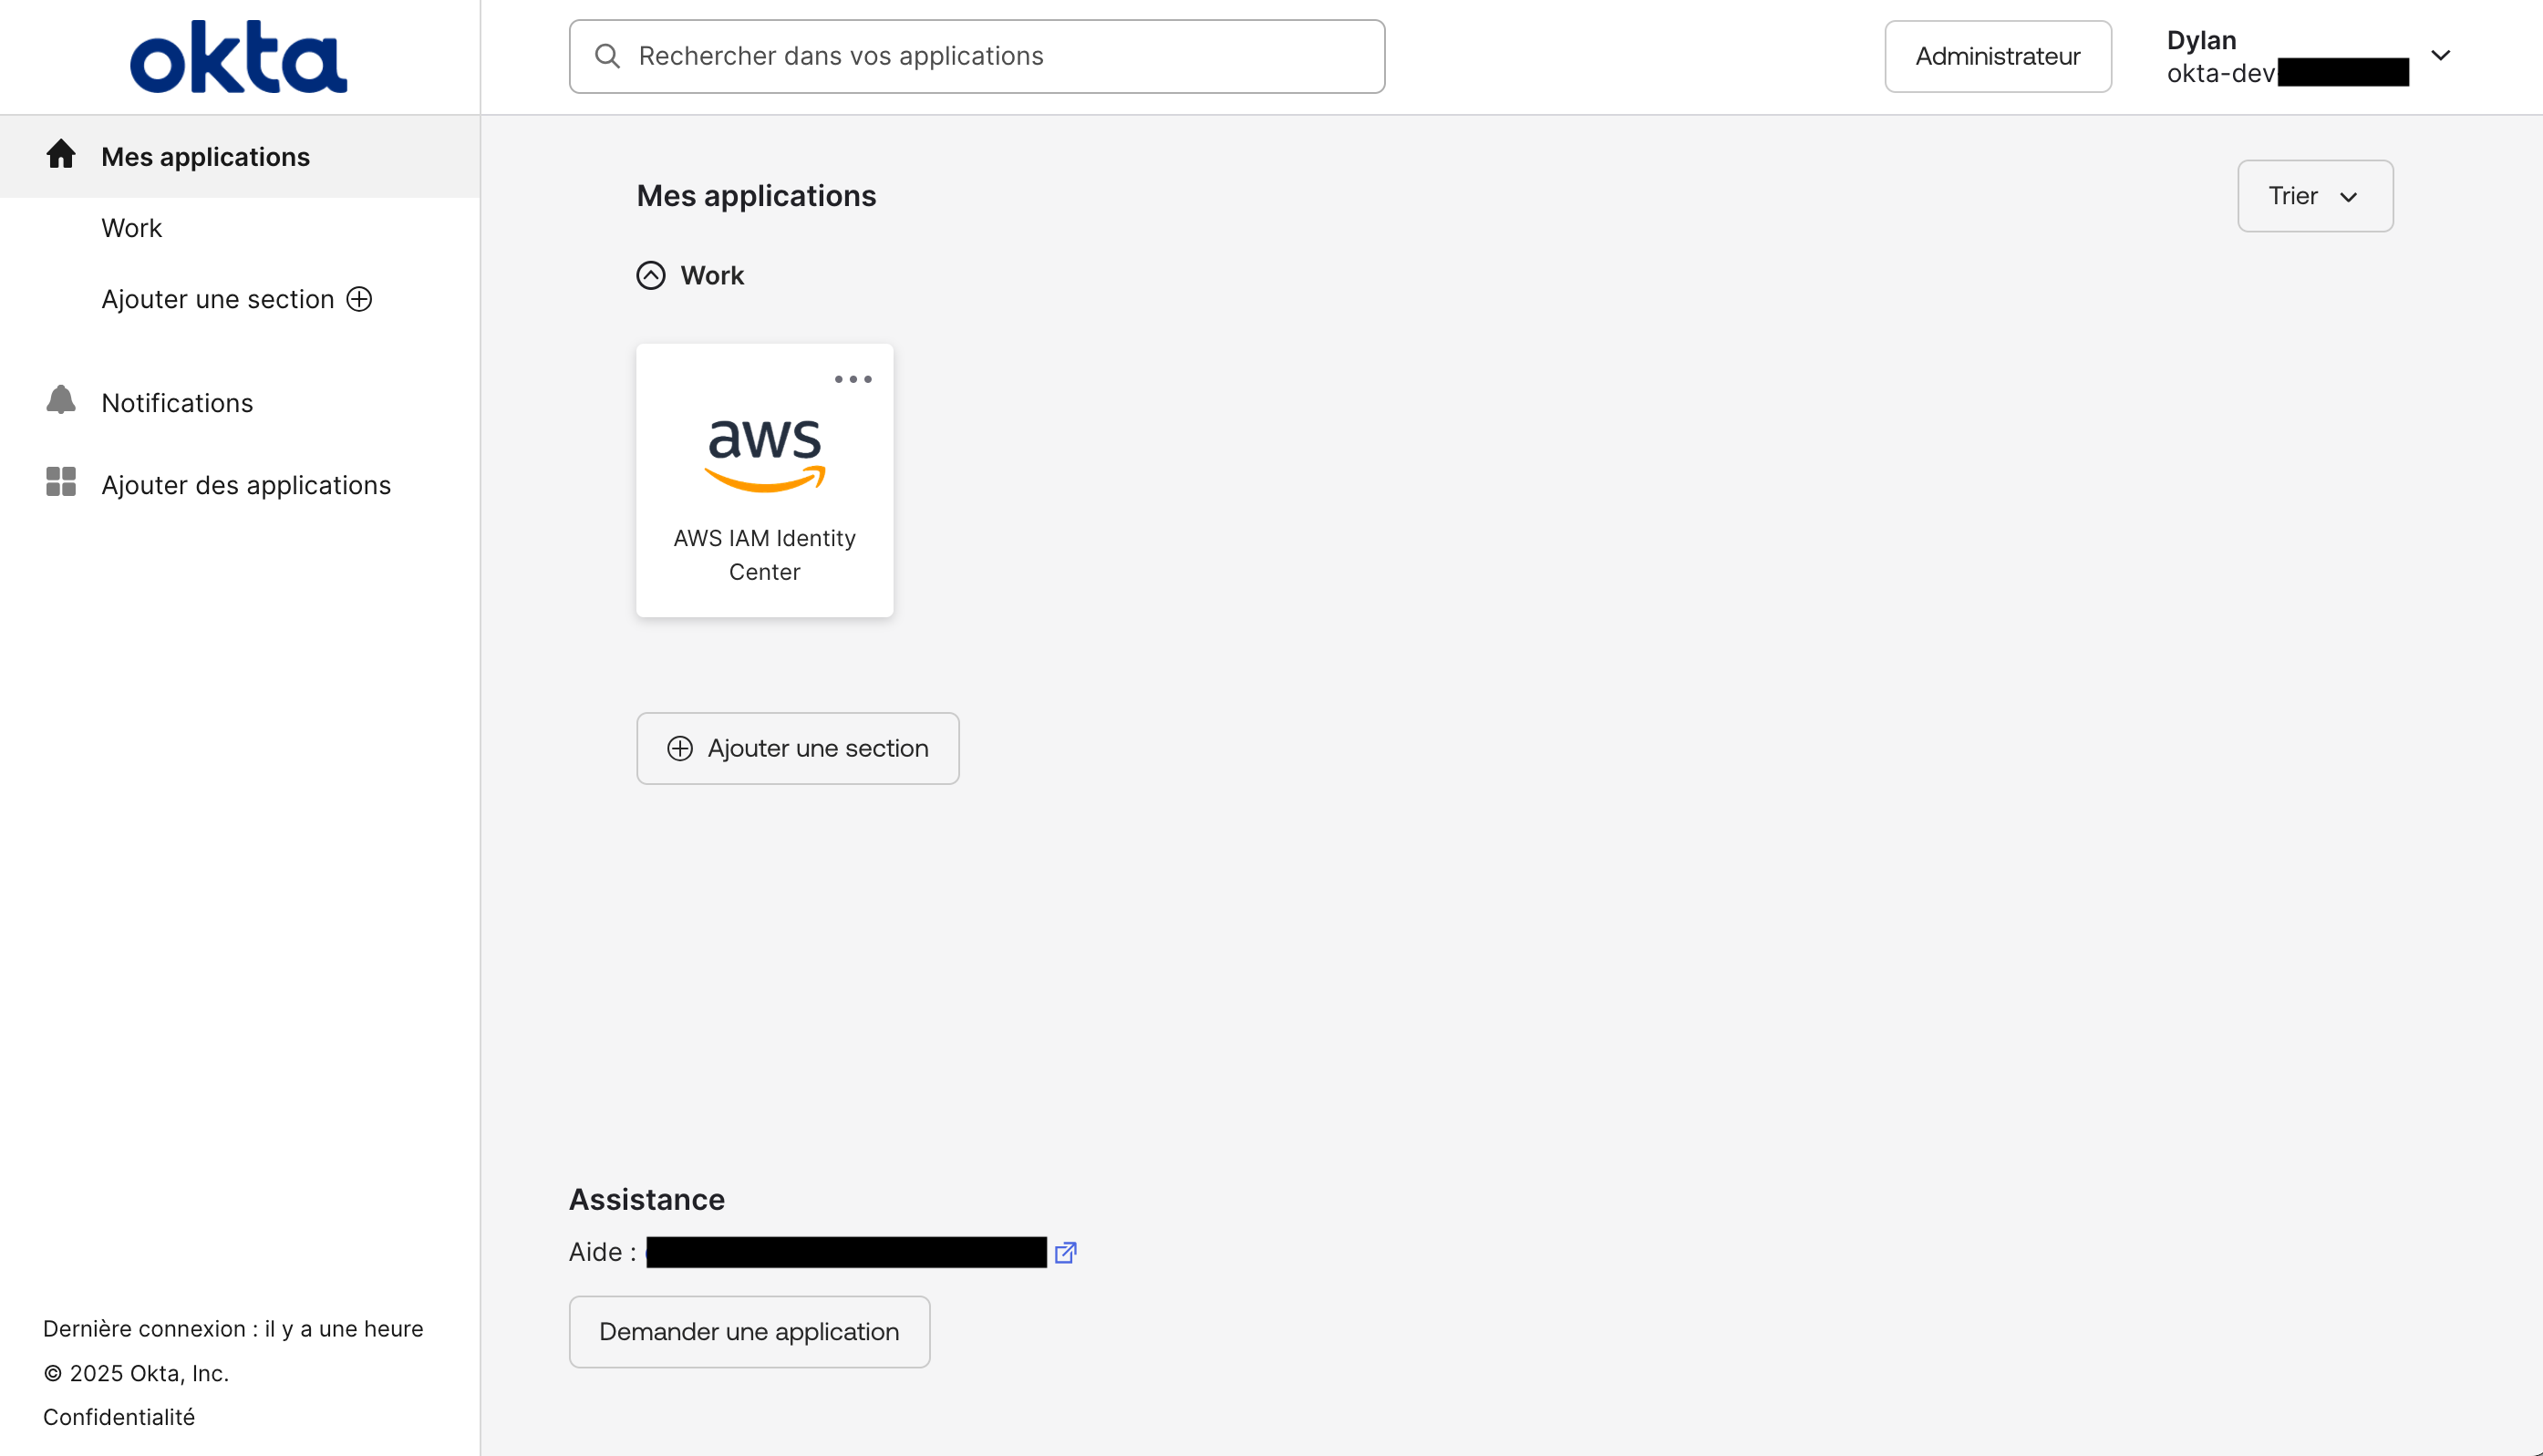 okta
Rechercher dans vos applications
Administrateur
Dylan
okta-dev
Mes applications
Work
Ajouter une section
Notifications
Ajouter des applications
Mes applications
Trier
Work
aws
AWS IAM Identity
Center
Ajouter une section
Assistance
Aide :
Demander une application
Dernière connexion : il y a une heure
© 2025 Okta, Inc.
Confidentialité